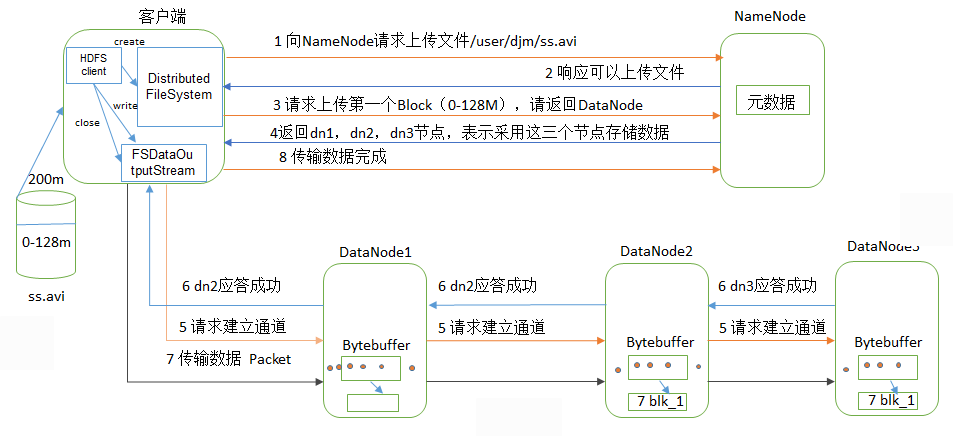 客户端
NameNode
create
HDFS
client
Distributed
FileSystem
write
close
FSDataOu
tputStream
1 向NameNode请求上传文件/user/djm/ss.avi
2 响应可以上传文件
3 请求上传第一个Block（0-128M），请返回DataNode
4返回dn1，dn2，dn3节点，表示采用这三个节点存储数据
8 传输数据完成
元数据
200m
0-128m
ss.avi
DataNode1
DataNode2
DataNode3
6 dn2应答成功
6 dn2应答成功
6 dn3应答成功
5 请求建立通道
5 请求建立通道
5 请求建立通道
7 传输数据 Packet
Bytebuffer
Bytebuffer
Bytebuffer
7 blk_1
7 blk_1